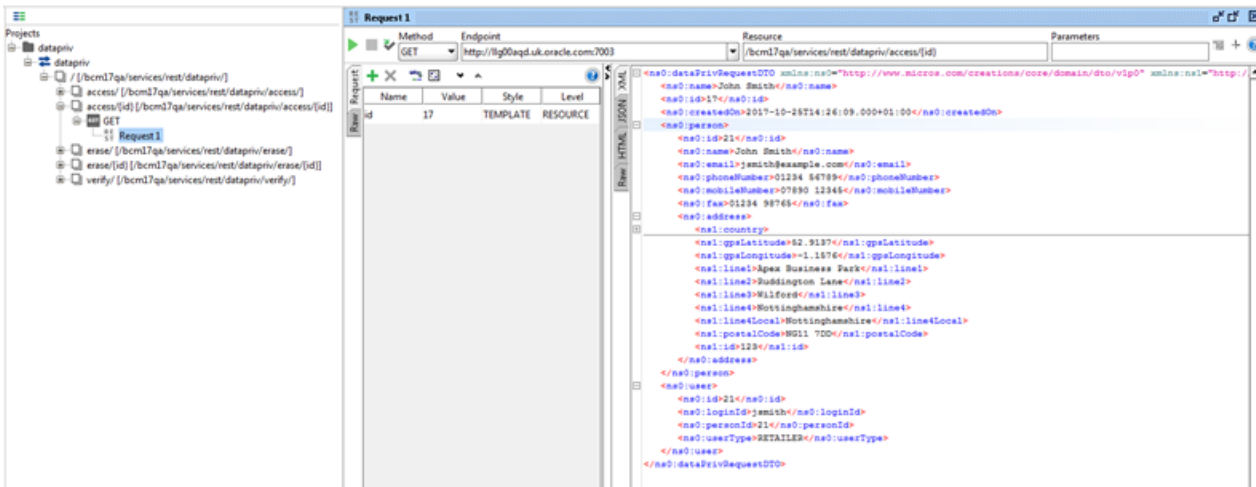 Request 1
Projects
datapriv
datapriv
/ [/bcm17qa/services/rest/datapriv/]
access/ [/bcm17qa/services/rest/datapriv/access/]
access/{id} [/bcm17qa/services/rest/datapriv/access/{id}]
GET
Request 1
erase/ [/bcm17qa/services/rest/datapriv/erase/]
erase/{id} [/bcm17qa/services/rest/datapriv/erase/{id}]
verify/ [/bcm17qa/services/rest/datapriv/verify/]
Method Endpoint Resource Parameters
GET http://llg00aqd.uk.oracle.com:7003 /bcm17qa/services/rest/datapriv/access/{id}
Request
Raw
Name Value Style Level
id 17 TEMPLATE RESOURCE
XML
JSON
HTML
Raw
<ns0:dataPrivRequestDTO xmlns:ns0="http://www.micros.com/creations/core/domain/dto/v1p0" xmlns:ns1="http:/
<ns0:name>John Smith</ns0:name>
<ns0:id>17</ns0:id>
<ns0:createdOn>2017-10-25T14:26:09.000+01:00</ns0:createdOn>
<ns0:person>
<ns0:id>21</ns0:id>
<ns0:name>John Smith</ns0:name>
<ns0:email>jsmith@example.com</ns0:email>
<ns0:phoneNumber>01234 56789</ns0:phoneNumber>
<ns0:mobileNumber>07890 12345</ns0:mobileNumber>
<ns0:fax>01234 98765</ns0:fax>
<ns0:address>
<ns1:country>
<ns1:gpsLatitude>52.9137</ns1:gpsLatitude>
<ns1:gpsLongitude>-1.1576</ns1:gpsLongitude>
<ns1:line1>Apex Business Park</ns1:line1>
<ns1:line2>Ruddington Lane</ns1:line2>
<ns1:line3>Wilford</ns1:line3>
<ns1:line4>Nottinghamshire</ns1:line4>
<ns1:line4Local>Nottinghamshire</ns1:line4Local>
<ns1:postalCode>NG11 7DD</ns1:postalCode>
<ns1:id>123</ns1:id>
</ns0:address>
</ns0:person>
<ns0:user>
<ns0:id>21</ns0:id>
<ns0:loginId>jsmith</ns0:loginId>
<ns0:personId>21</ns0:personId>
<ns0:userType>RETAILER</ns0:userType>
</ns0:user>
</ns0:dataPrivRequestDTO>